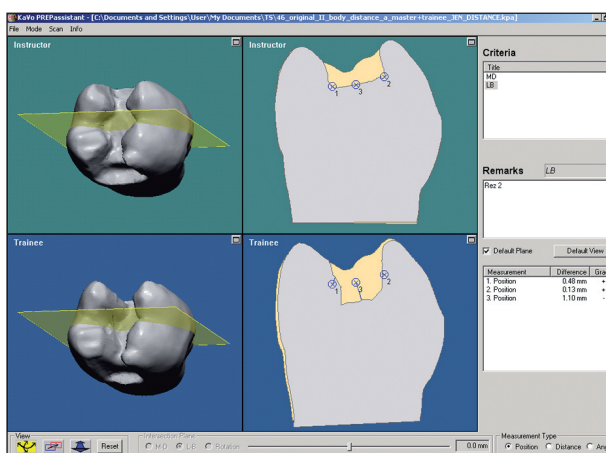 KaVo PREPassistant - [C:\Documents and Settings\User\My Documents\TS\46_original_II_body_distance_a_master+trainee_JEN_DISTANCE.kpa]
File Mode Scan Info
Instructor
Instructor
1
3
2
Trainee
Trainee
1
3
2
Criteria
Title
MD
LB
Remarks LB
Rez 2
Default Plane Default View
Measurement Difference Gra
1. Position 0.48 mm +
2. Position 0.13 mm +
3. Position 1.10 mm -
View
Reset
Intersection Plane
M-D L-B Rotation
0.0 mm
Measurement Type
Position Distance Ang